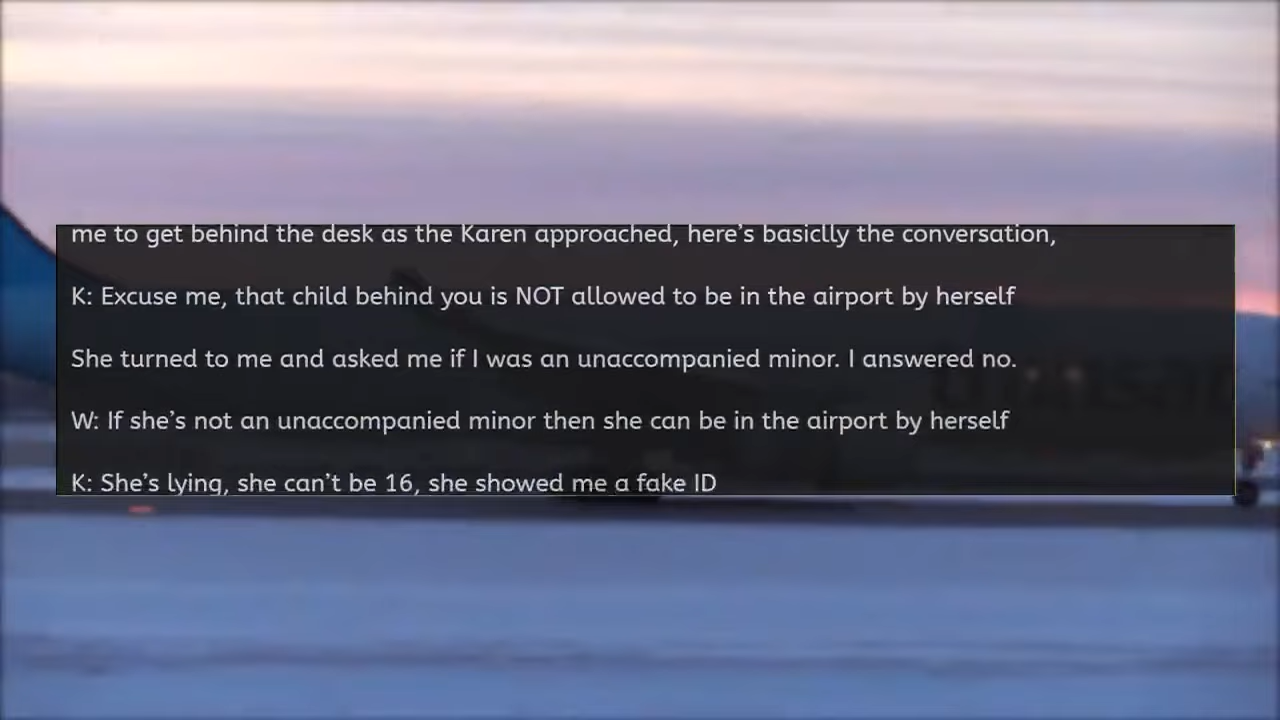 me to get behind the desk as the Karen approached, here's basiclly the conversation,
K: Excuse me, that child behind you is NOT allowed to be in the airport by herself
She turned to me and asked me if I was an unaccompanied minor. I answered no.
W: If she's not an unaccompanied minor then she can be in the airport by herself
K: She's lying, she can't be 16, she showed me a fake ID